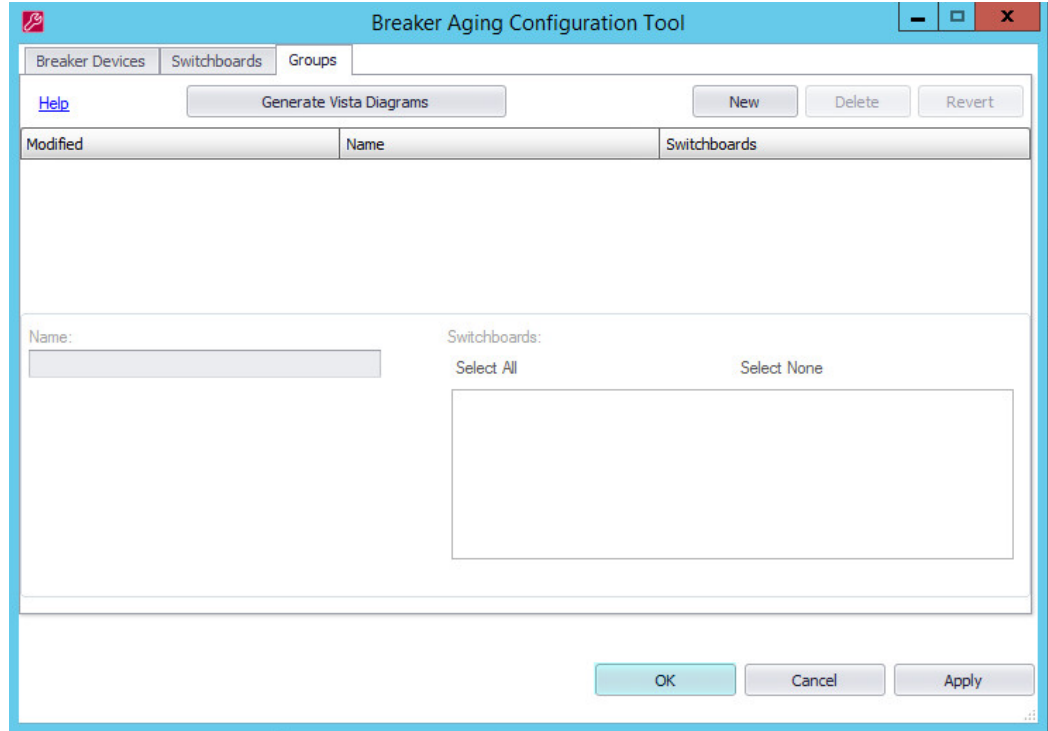 Breaker Aging Configuration Tool
Breaker Devices Switchboards Groups
Help Generate Vista Diagrams New Delete Revert
Modified Name Switchboards
Name: Switchboards:
Select All Select None
OK Cancel Apply